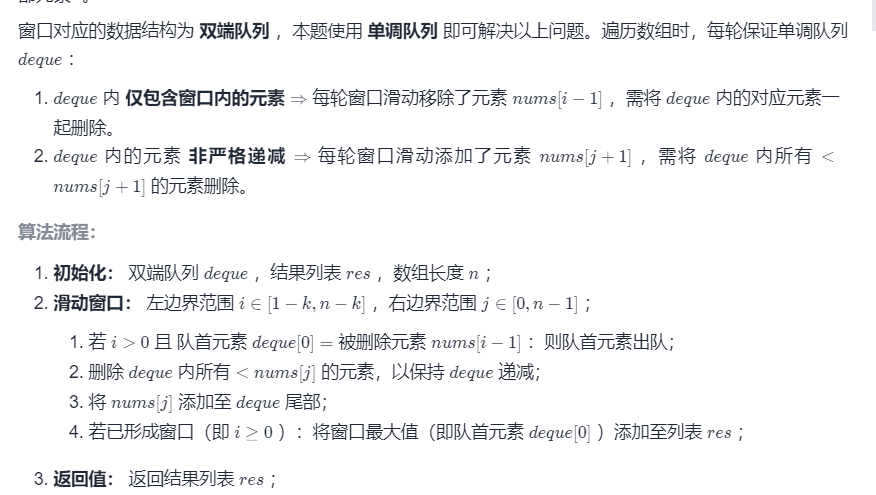 窗口对应的数据结构为 双端队列 ，本题使用 单调队列 即可解决以上问题。遍历数组时，每轮保证单调队列
deque ：
1. deque 内 仅包含窗口内的元素 ⇒ 每轮窗口滑动移除了元素 nums[i − 1] ，需将 deque 内的对应元素一
起删除。
2. deque 内的元素 非严格递减 ⇒ 每轮窗口滑动添加了元素 nums[j + 1] ，需将 deque 内所有 <
nums[j + 1] 的元素删除。
算法流程：
1. 初始化： 双端队列 deque ，结果列表 res ，数组长度 n ；
2. 滑动窗口： 左边界范围 i ∈ [1 − k, n − k] ，右边界范围 j ∈ [0, n − 1] ；
1. 若 i > 0 且 队首元素 deque[0] = 被删除元素 nums[i − 1] ：则队首元素出队；
2. 删除 deque 内所有 < nums[j] 的元素，以保持 deque 递减；
3. 将 nums[j] 添加至 deque 尾部；
4. 若已形成窗口（即 i ≥ 0 ）：将窗口最大值（即队首元素 deque[0] ）添加至列表 res ；
3. 返回值： 返回结果列表 res ；